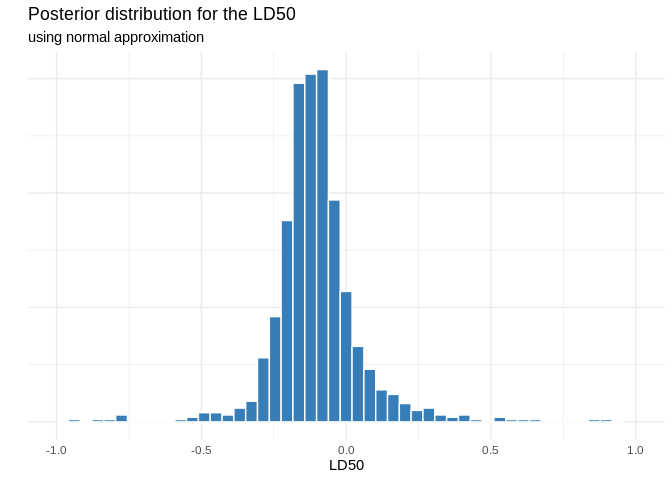 Posterior distribution for the LD50
using normal approximation
-1.0 -0.5 0.0 0.5 1.0
LD50